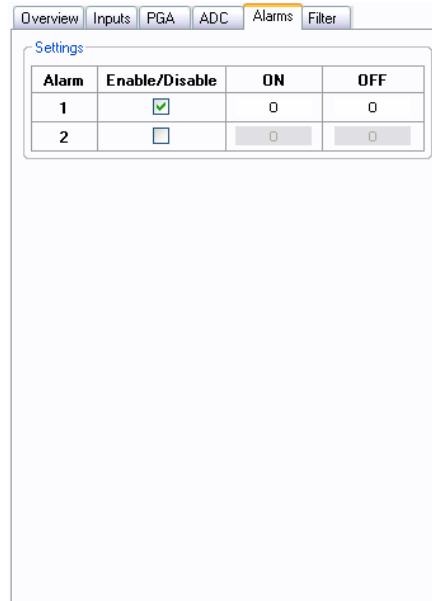 Overview Inputs PGA ADC Alarms Filter
Settings
Alarm Enable/Disable ON OFF
1 0 0
2 0 0